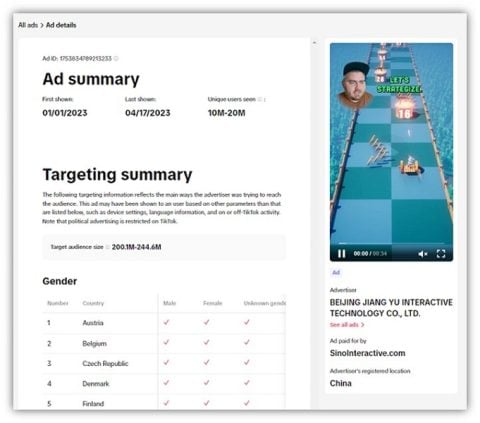 All ads > Ad details
Ad ID: 1753834789213233
Ad summary
First shown: Last shown: Unique users seen :
01/01/2023 04/17/2023 10M-20M
Targeting summary
The following targeting information reflects the main ways the advertiser was trying to reach
the audience. This ad may have been shown to an user based on other parameters than that
are listed below, such as device settings, language information, and on or off-TikTok activity.
Note that political advertising is restricted on TikTok.
Target audience size 200.1M-244.6M
Gender
Number Country Male Female Unknown gende
1 Austria
2 Belgium
3 Czech Republic
4 Denmark
5 Finland
LET'S
STRATEGIZE!
18
16
00:00 / 00:34
Ad
Advertiser
BEIJING JIANG YU INTERACTIVE
TECHNOLOGY CO., LTD.
See all ads >
Ad paid for by
SinoInteractive.com
Advertiser's registered location
China